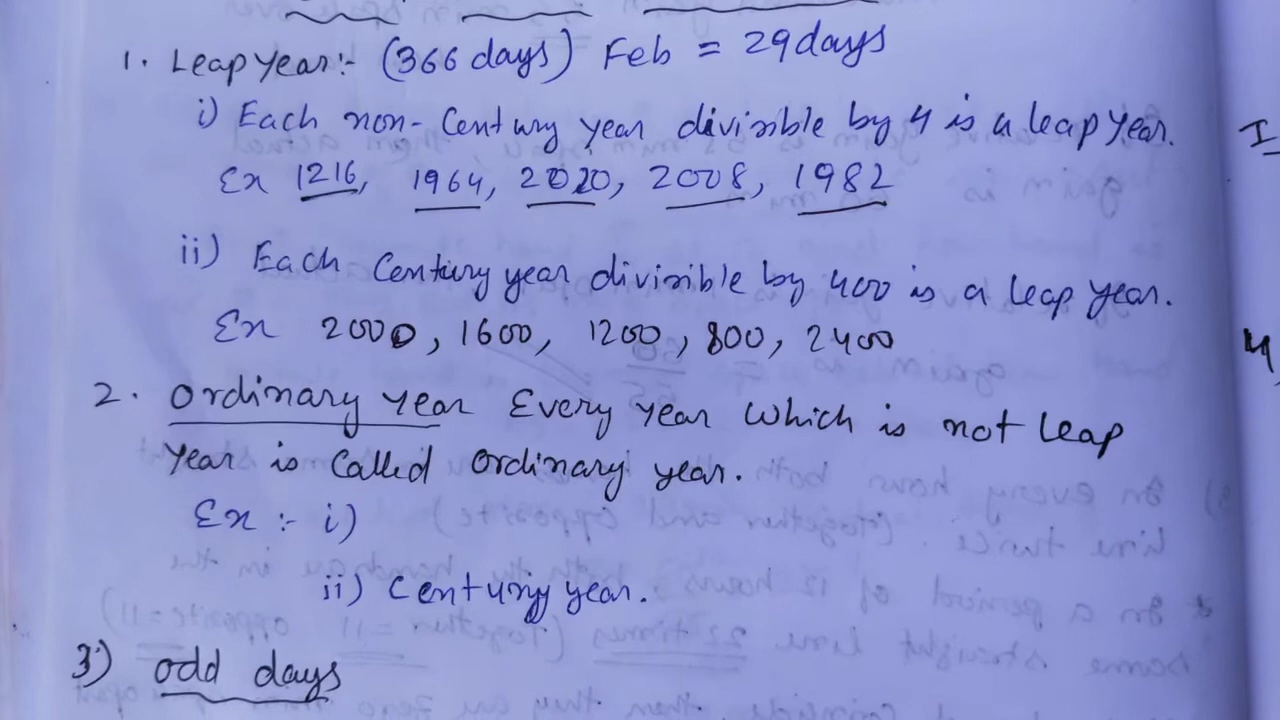 1. Leap Year:- (366 days) Feb = 29 days
i) Each non-Century year divisible by 4 is a leap year.
Ex 1216, 1964, 2020, 2008, 1982
ii) Each Century year divisible by 400 is a leap year.
Ex 2000, 1600, 1200, 800, 2400
2. Ordinary year Every year which is not leap
year is called ordinary year.
Ex :- i)
ii) Century year.
3) odd days